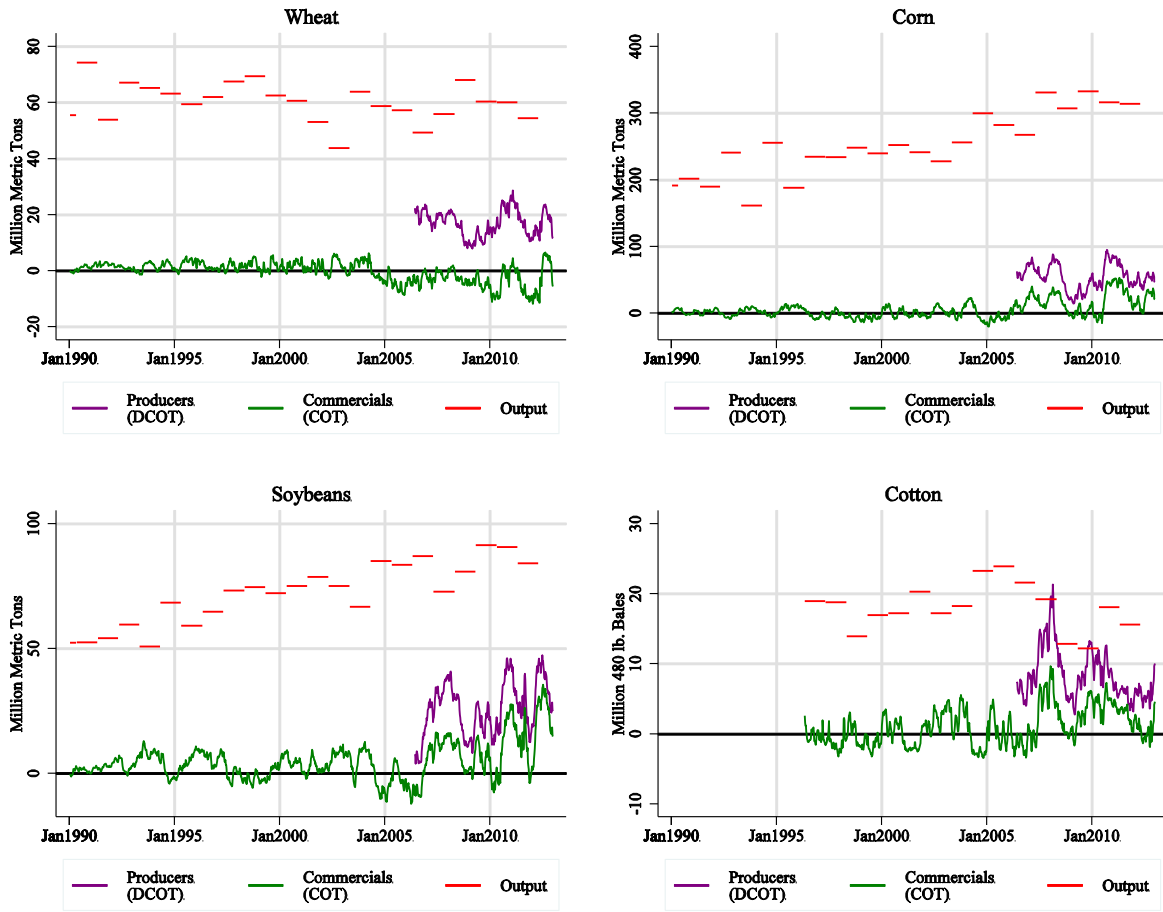 Wheat
Million Metric Tons
80
60
40
20
0
-20
Jan1990 Jan1995 Jan2000 Jan2005 Jan2010
Producers (DCOT)
Commercials (COT)
Output
Corn
Million Metric Tons
400
300
200
100
0
Jan1990 Jan1995 Jan2000 Jan2005 Jan2010
Producers (DCOT)
Commercials (COT)
Output
Soybeans
Million Metric Tons
100
50
0
Jan1990 Jan1995 Jan2000 Jan2005 Jan2010
Producers (DCOT)
Commercials (COT)
Output
Cotton
Million 480 lb. Bales
30
20
10
0
-10
Jan1990 Jan1995 Jan2000 Jan2005 Jan2010
Producers (DCOT)
Commercials (COT)
Output